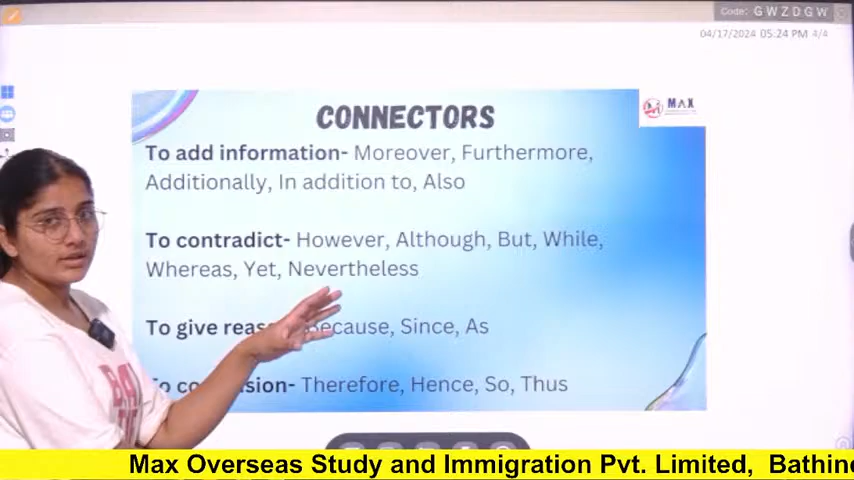 Code: GWZDGW
04/17/2024 05:24 PM 4/4
MAX
CONNECTORS
To add information- Moreover, Furthermore,
Additionally, In addition to, Also
To contradict- However, Although, But, While,
Whereas, Yet, Nevertheless
To give reas Because, Since, As
To co sion- Therefore, Hence, So, Thus
Max Overseas Study and Immigration Pvt. Limited, Bathin